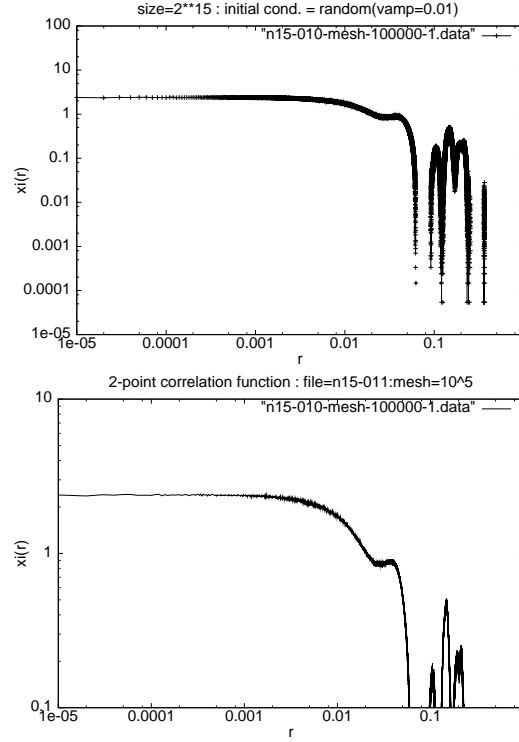 size=2**15 : initial cond. = random(vamp=0.01)
100
10
1
0.1
0.01
0.001
0.0001
1e-05
xi(r)
"n15-010-mesh-100000-1.data"
1e-05 0.0001 0.001 0.01 0.1
r
2-point correlation function : file=n15-011:mesh=10^5
10
1
0.1
xi(r)
"n15-010-mesh-100000-1.data"
1e-05 0.0001 0.001 0.01 0.1
r